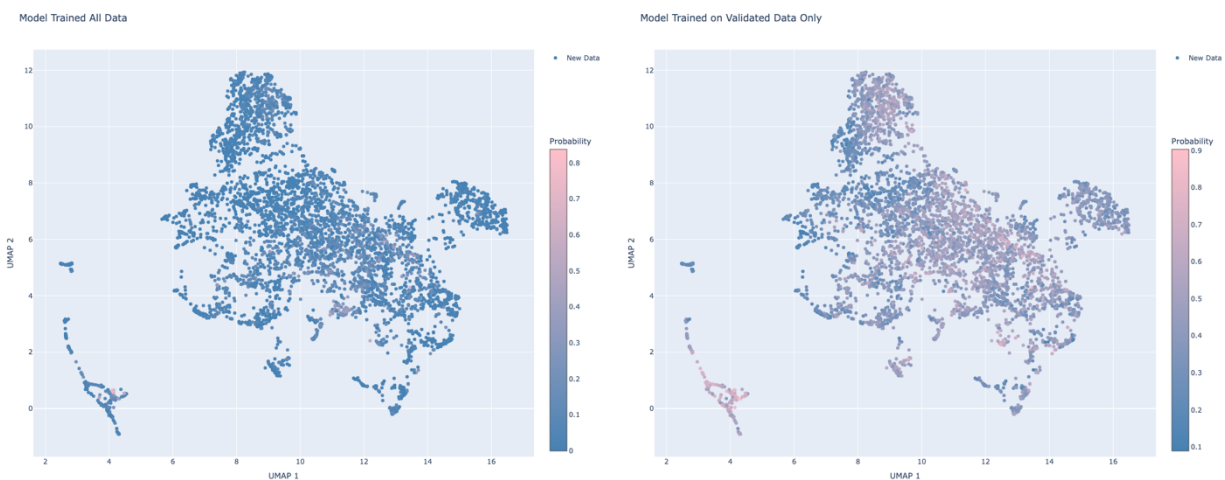 Model Trained All Data
New Data
Probability
0.8
0.7
0.6
0.5
0.4
0.3
0.2
0.1
0
12
10
8
6
4
2
0
UMAP 2
2 4 6 8 10 12 14 16
UMAP 1
Model Trained on Validated Data Only
New Data
Probability
0.9
0.8
0.7
0.6
0.5
0.4
0.3
0.2
0.1
12
10
8
6
4
2
0
UMAP 2
2 4 6 8 10 12 14 16
UMAP 1